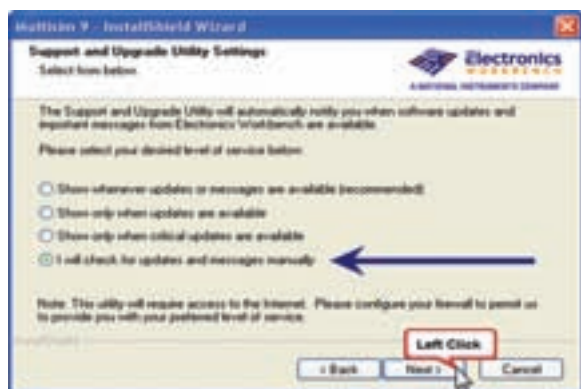 Multisim 9 - InstallShield Wizard
Support and Upgrade Utility Settings
Select from below.
Electronics
WORKBENCH
A NATIONAL INSTRUMENTS COMPANY
The Support and Upgrade Utility will automatically notify you when software updates and
important messages from Electronics Workbench are available.
Please select your desired level of service below:
Show whenever updates or messages are available (recommended)
Show only when updates are available
Show only when critical updates are available
I will check for updates and messages manually
Note: This utility will require access to the Internet. Please configure your firewall to permit us
to provide you with your preferred level of service.
InstallShield
Left Click
< Back
Next >
Cancel